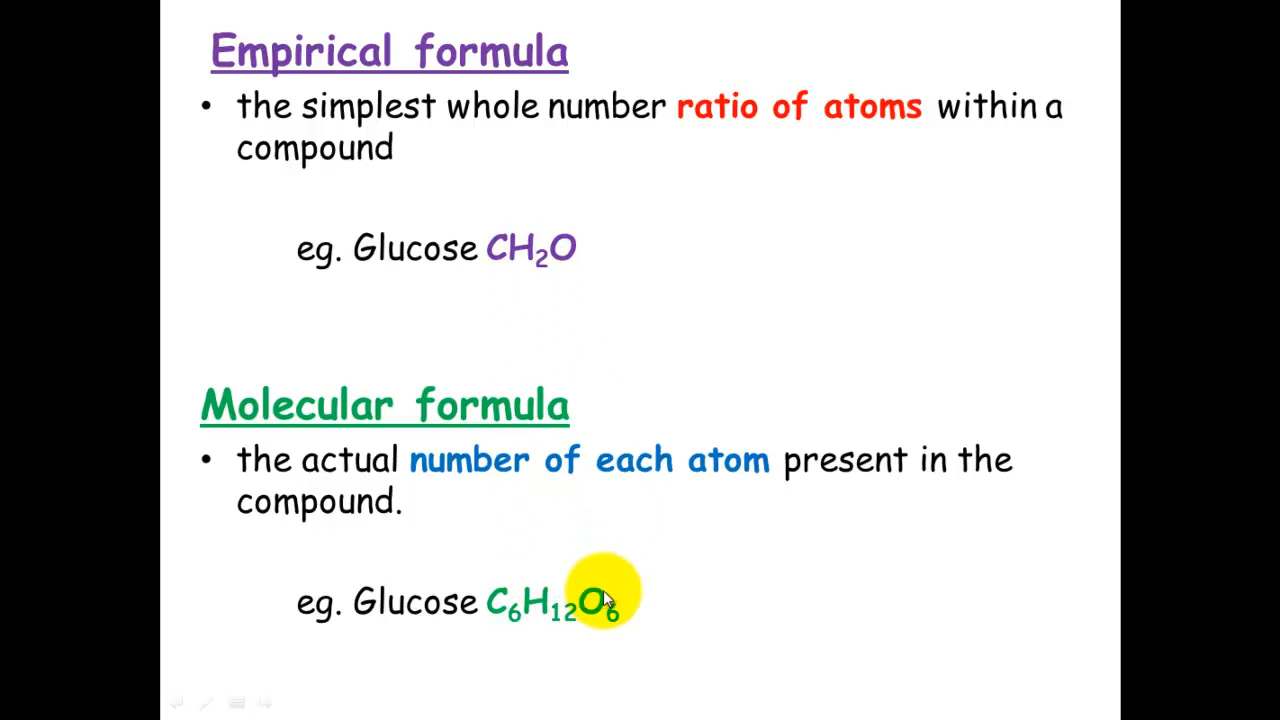 Empirical formula
• the simplest whole number ratio of atoms within a
compound
eg. Glucose CH₂O
Molecular formula
• the actual number of each atom present in the
compound.
eg. Glucose C₆H₁₂O₆